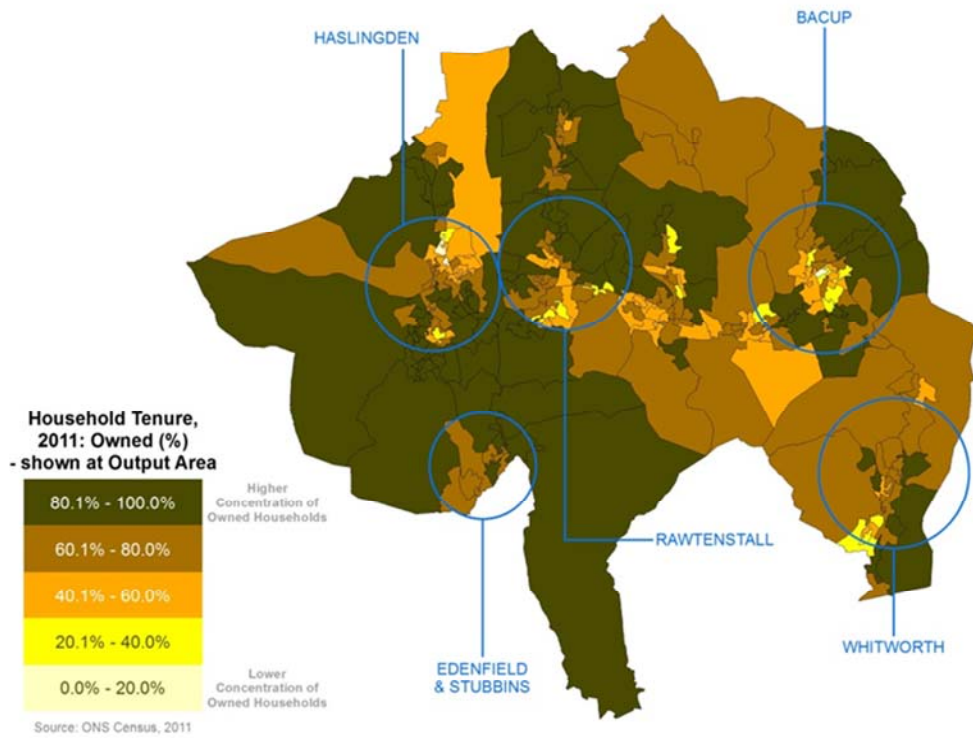 HASLINGDEN
BACUP
Household Tenure,
2011: Owned (%)
- shown at Output Area
80.1% - 100.0%
60.1% - 80.0%
40.1% - 60.0%
20.1% - 40.0%
0.0% - 20.0%
Higher
Concentration of
Owned Households
Lower
Concentration of
Owned Households
Source: ONS Census, 2011
RAWTENSTALL
EDENFIELD
& STUBBINS
WHITWORTH